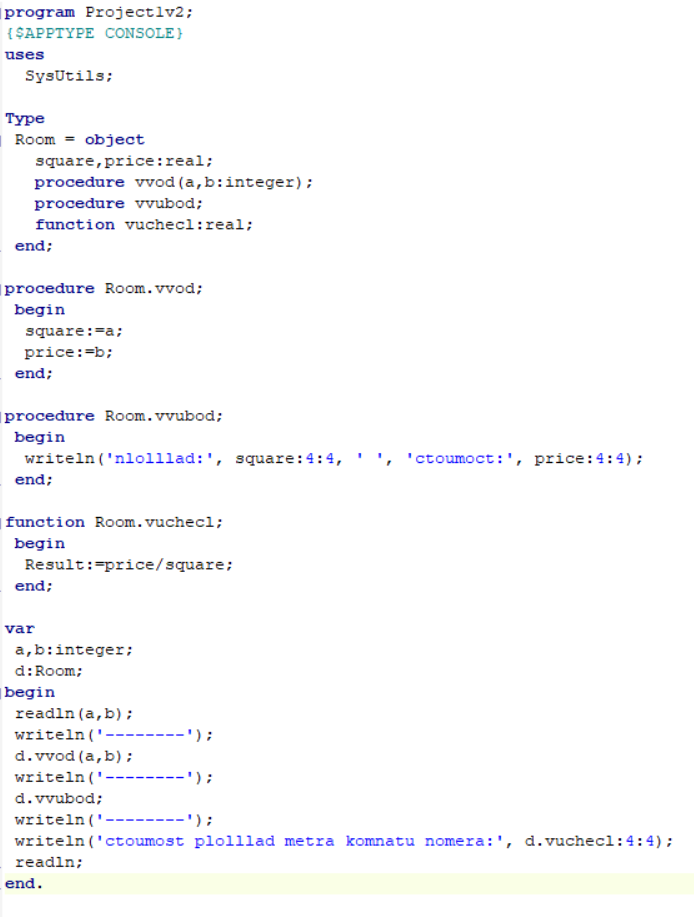 program Project1v2;
{$APPTYPE CONSOLE}
uses
  SysUtils;

Type
 Room = object
   square,price:real;
   procedure vvod(a,b:integer);
   procedure vvubod;
   function vuchecl:real;
 end;

procedure Room.vvod;
 begin
  square:=a;
  price:=b;
 end;

procedure Room.vvubod;
 begin
  writeln('nlolllad:', square:4:4, ' ', 'ctoumoct:', price:4:4);
 end;

function Room.vuchecl;
 begin
  Result:=price/square;
 end;

var
 a,b:integer;
 d:Room;
begin
 readln(a,b);
 writeln('--------');
 d.vvod(a,b);
 writeln('--------');
 d.vvubod;
 writeln('--------');
 writeln('ctoumost plolllad metra komnatu nomera:', d.vuchecl:4:4);
 readln;
end.